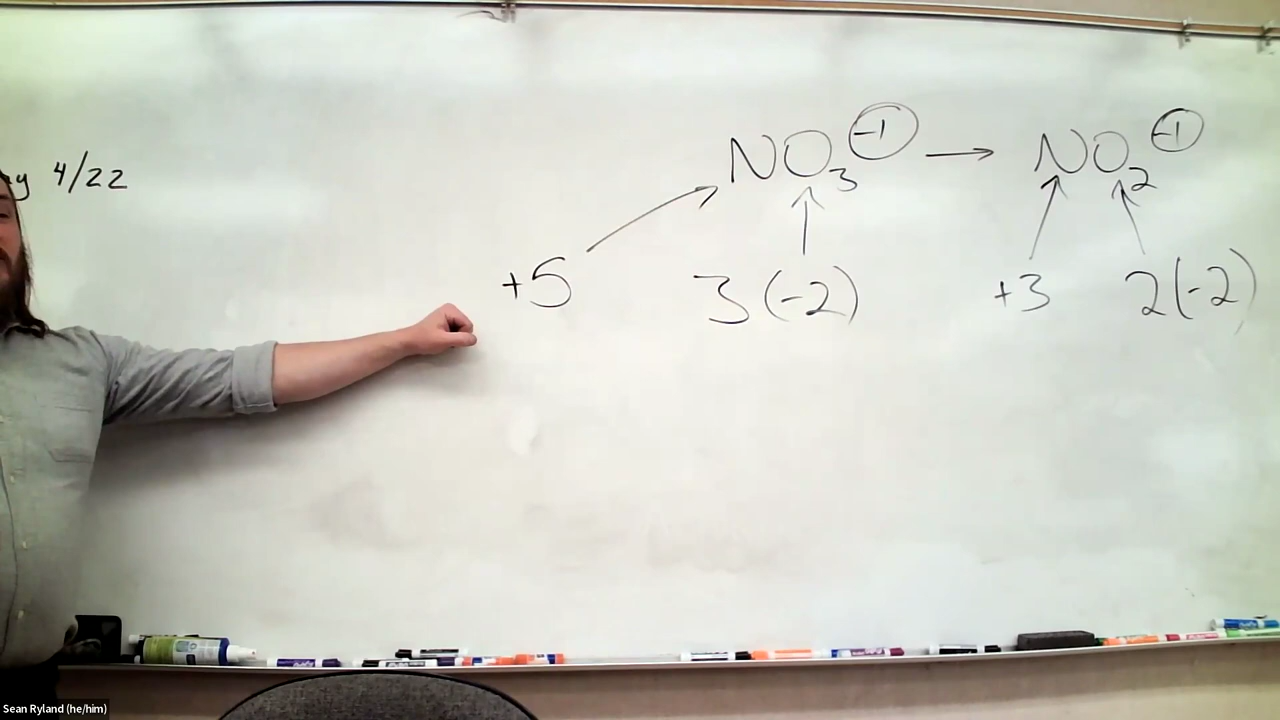 NO₃⁻¹ → NO₂⁻¹
4/22
+5 3(-2) +3 2(-2)
Sean Ryland (he/him)